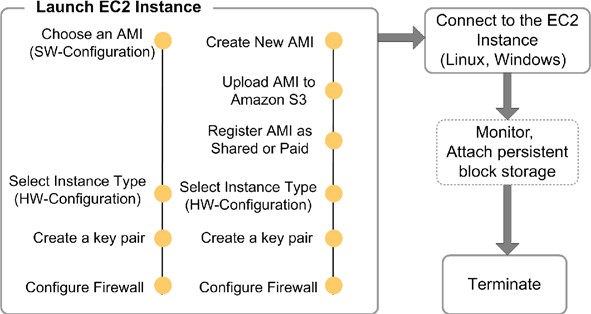 Launch EC2 Instance
Choose an AMI
(SW-Configuration)
Select Instance Type
(HW-Configuration)
Create a key pair
Configure Firewall
Create New AMI
Upload AMI to
Amazon S3
Register AMI as
Shared or Paid
Select Instance Type
(HW-Configuration)
Create a key pair
Configure Firewall
Connect to the EC2
Instance
(Linux, Windows)
Monitor,
Attach persistent
block storage
Terminate